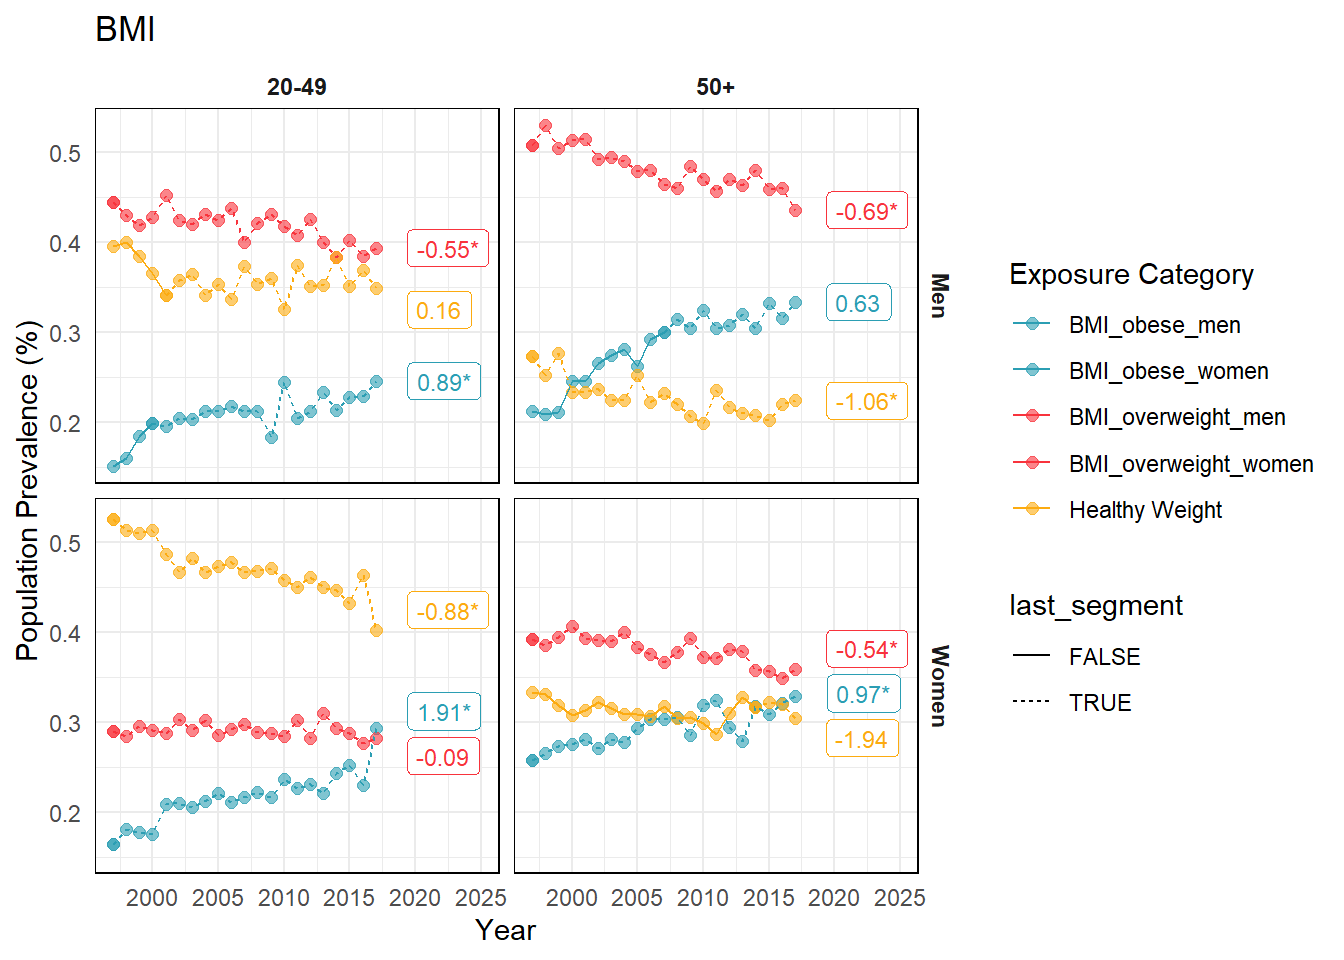 BMI
20-49
50+
0.5
0.4
0.3
0.2
-0.55*
0.16
0.89*
-0.69*
0.63
-1.06*
Men
0.5
0.4
0.3
0.2
-0.88*
1.91*
-0.09
-0.54*
0.97*
-1.94
Women
Population Prevalence (%)
2000 2005 2010 2015 2020 2025
2000 2005 2010 2015 2020 2025
Year
Exposure Category
BMI_obese_men
BMI_obese_women
BMI_overweight_men
BMI_overweight_women
Healthy Weight
last_segment
FALSE
TRUE